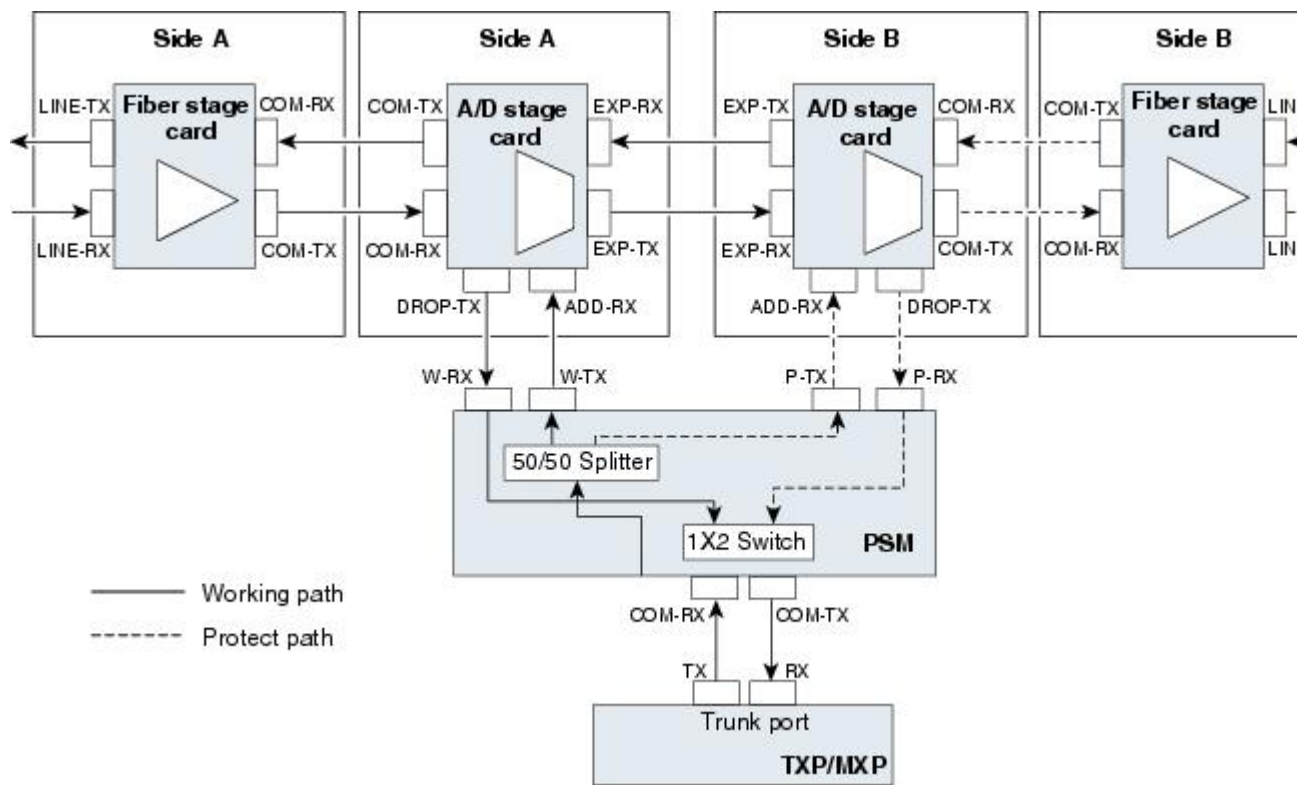 Side A
Side A
Side B
Side B
LINE-TX
Fiber stage
card
COM-RX
COM-TX
A/D stage
card
EXP-RX
EXP-TX
A/D stage
card
COM-RX
COM-TX
Fiber stage
card
LIN
LINE-RX
COM-TX
COM-RX
EXP-TX
EXP-RX
COM-TX
COM-RX
LIN
DROP-TX
ADD-RX
ADD-RX
DROP-TX
W-RX
W-TX
P-TX
P-RX
50/50 Splitter
1X2 Switch
PSM
Working path
Protect path
COM-RX
COM-TX
TX
RX
Trunk port
TXP/MXP